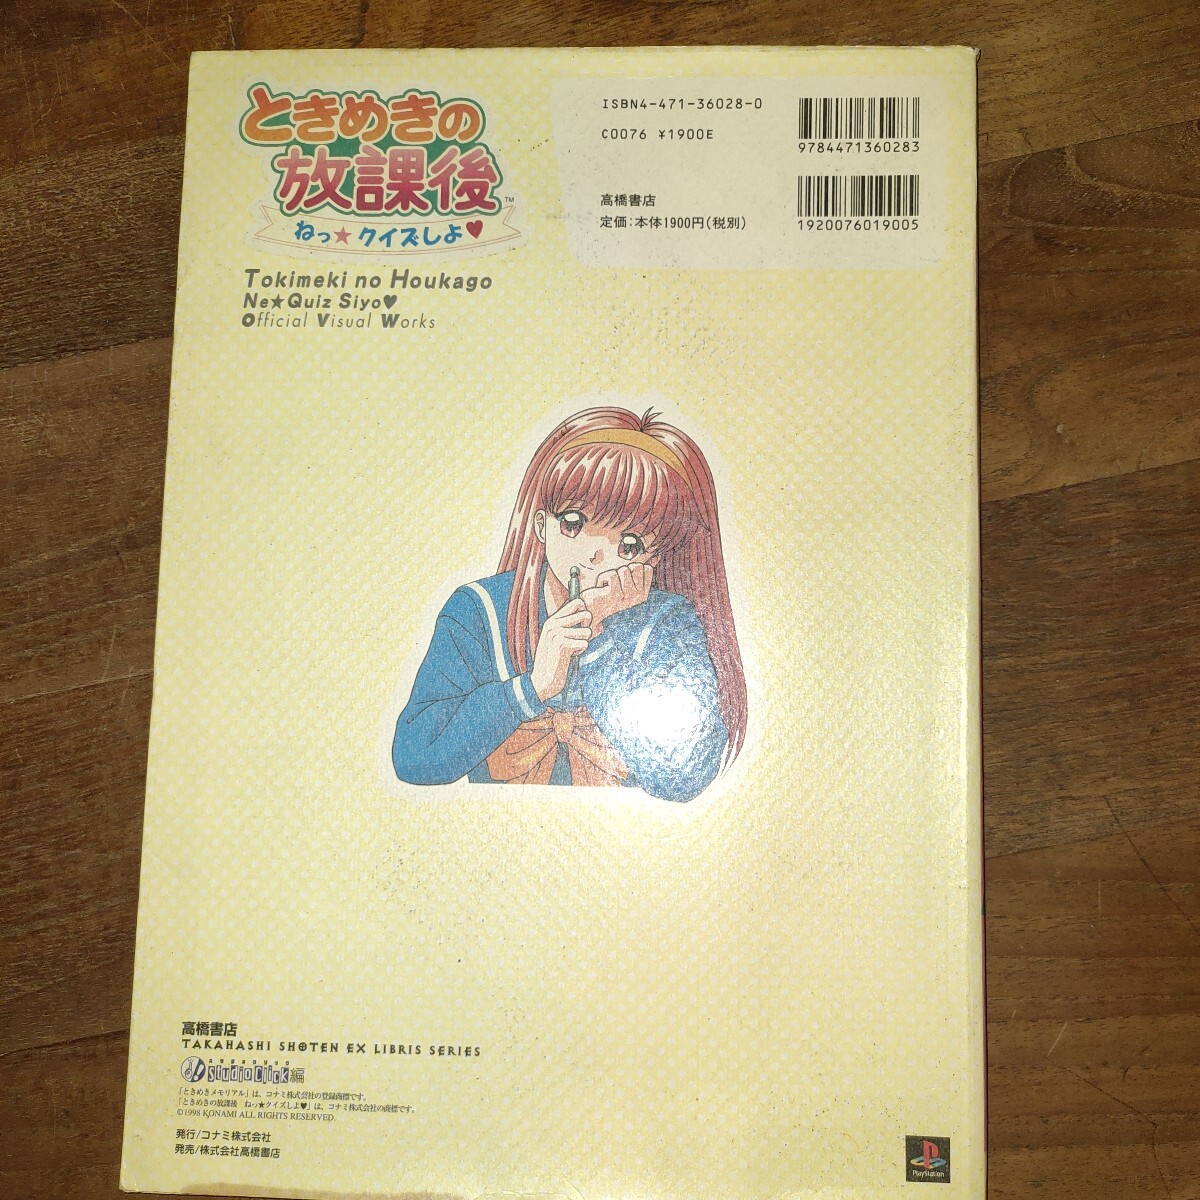 ときめきの
放課後
™
ねっ★クイズしよ♥
Tokimeki no Houkago
Ne★Quiz Siyo♥
Official Visual Works
ISBN4-471-36028-0
C0076 ¥1900E
高橋書店
定価：本体1900円（税別）
9784471360283
1920076019005
高橋書店
TAKAHASHI SHOTEN EX LIBRIS SERIES
StudioClick編
「ときめきメモリアル」は、コナミ株式会社の登録商標です。
「ときめきの放課後 ねっ★クイズしよ♥」は、コナミ株式会社の商標です。
©1998 KONAMI ALL RIGHTS RESERVED.
発行/コナミ株式会社
発売/株式会社高橋書店
PlayStation